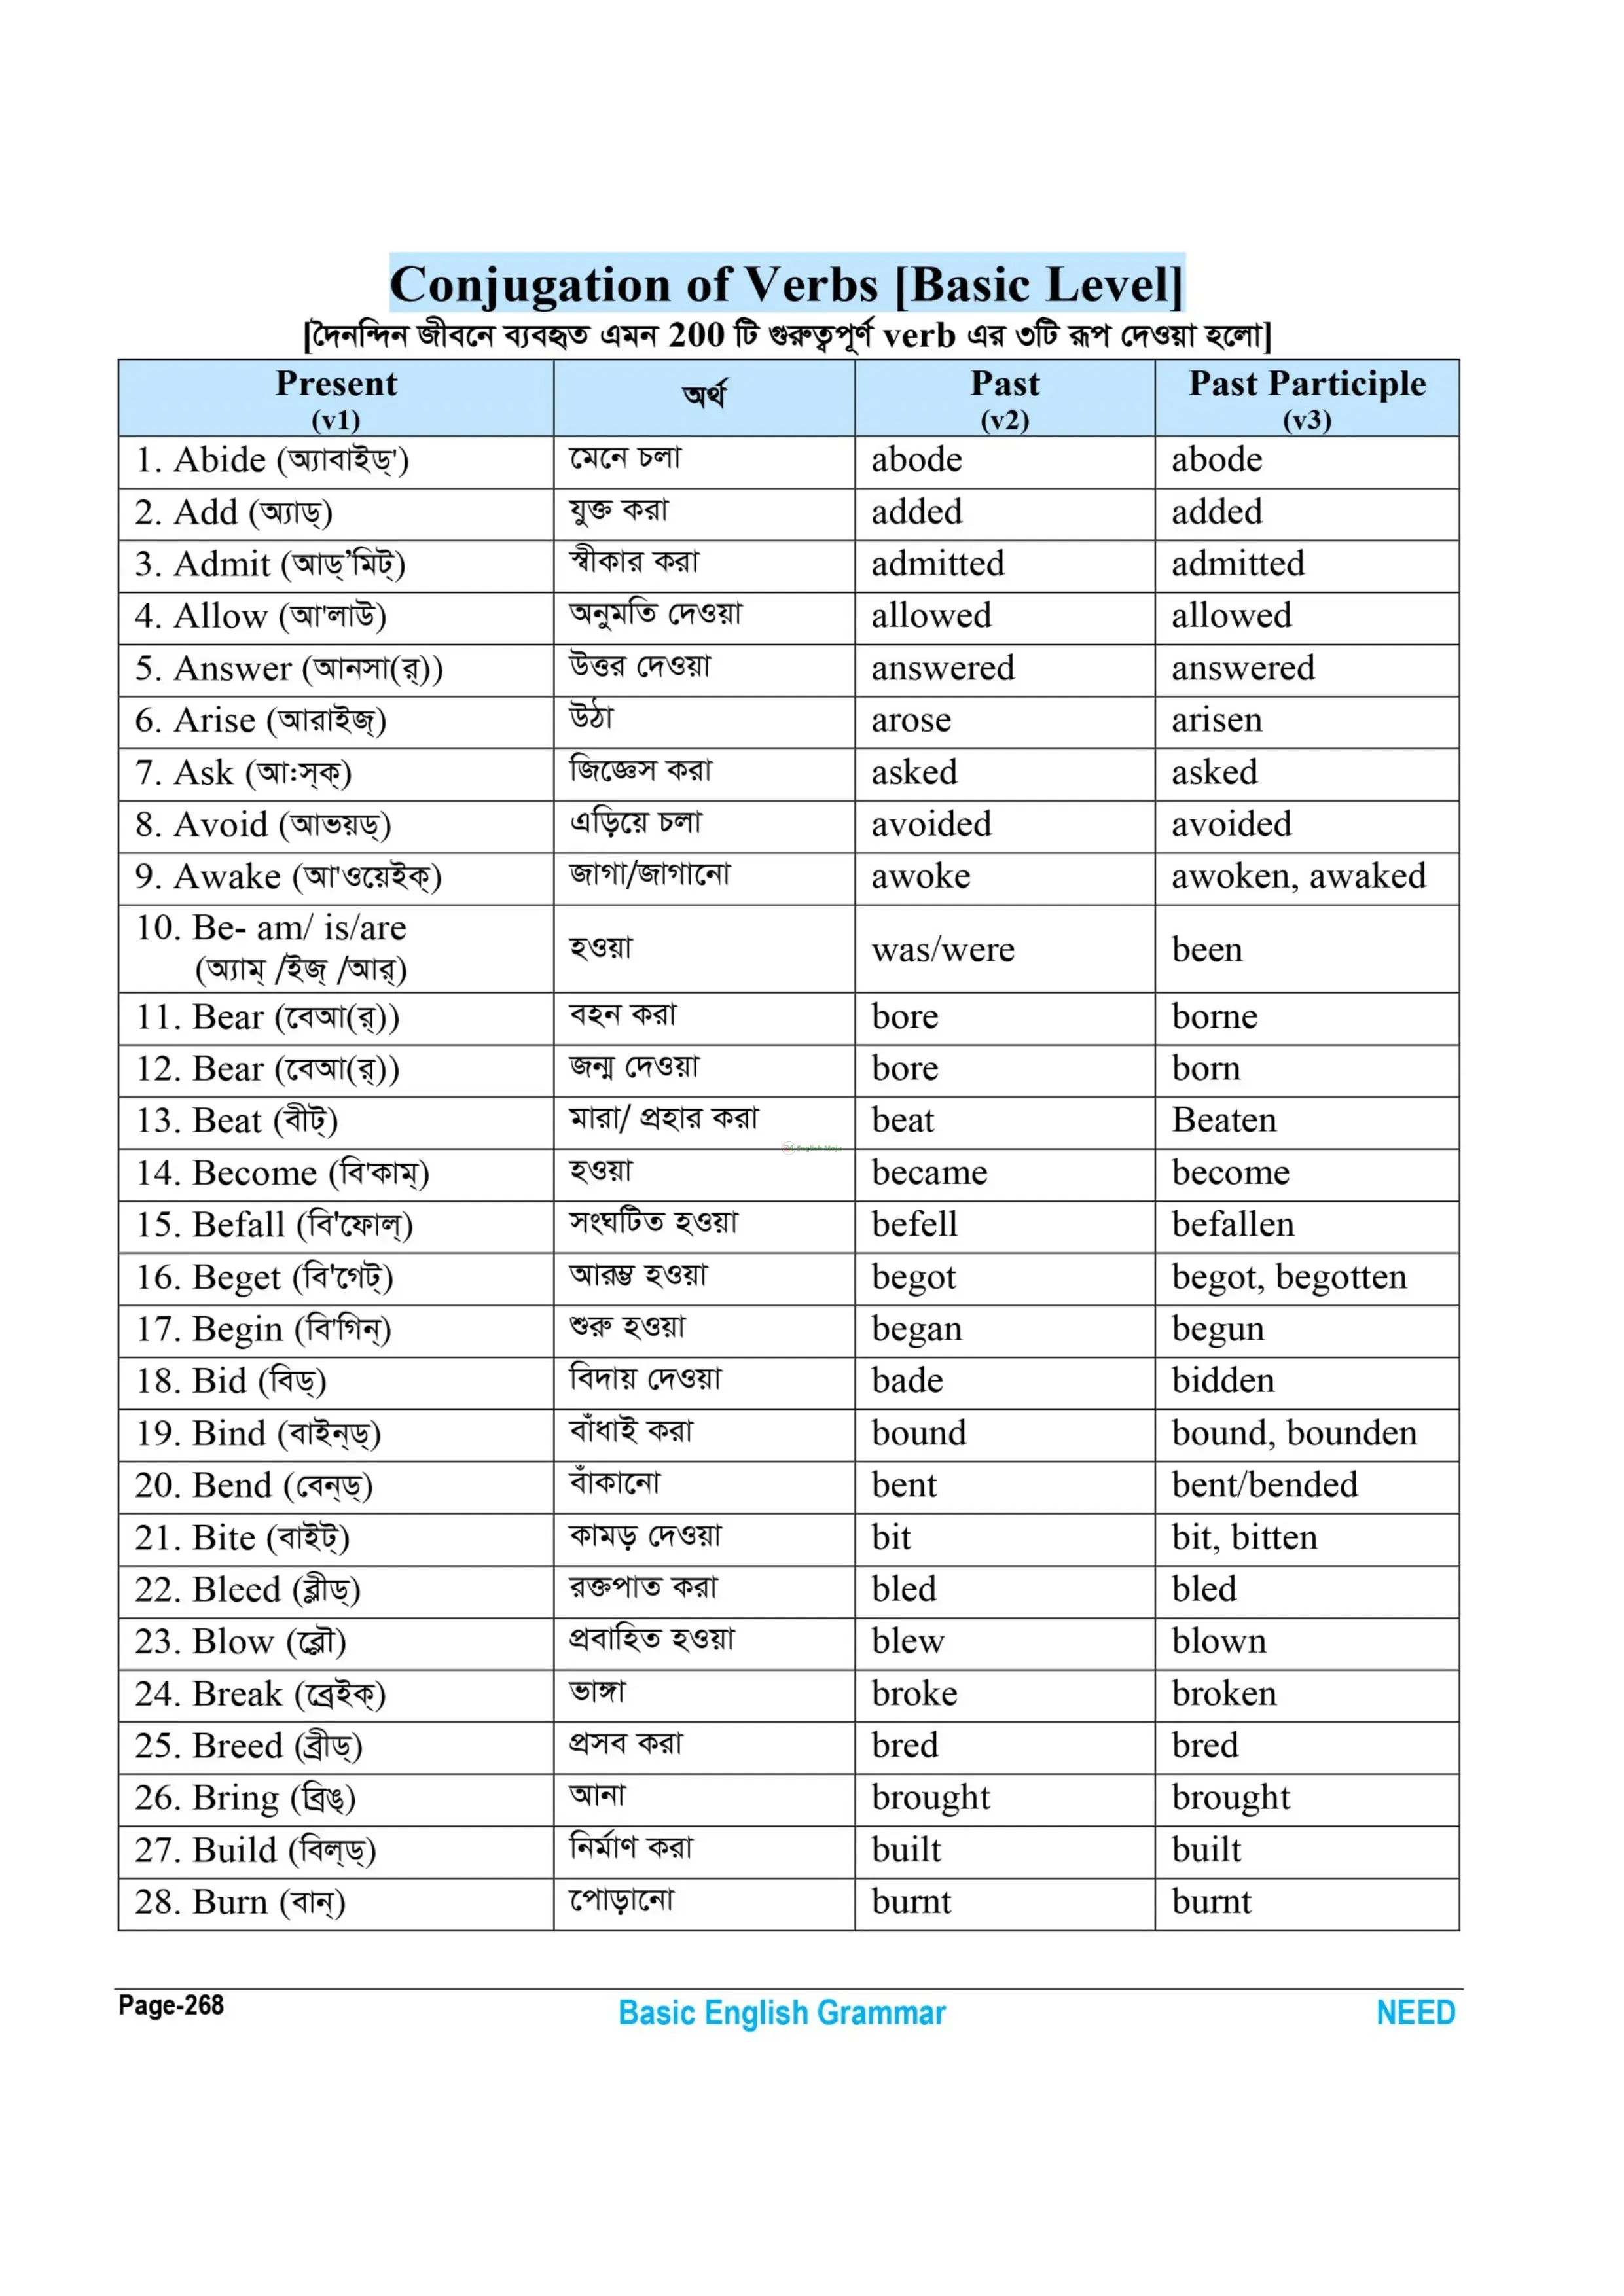 Conjugation of Verbs [Basic Level]
[দৈনন্দিন জীবনে ব্যবহৃত এমন 200 টি গুরুত্বপূর্ণ verb এর ৩টি রূপ দেওয়া হলো]
Present অর্থ Past Past Participle
(v1) (v2) (v3)
1. Abide (অ্যাবাইড্') মেনে চলা abode abode
2. Add (অ্যাড্) যুক্ত করা added added
3. Admit (আড্’মিট্) স্বীকার করা admitted admitted
4. Allow (আ'লাউ) অনুমতি দেওয়া allowed allowed
5. Answer (আনসা(র্)) উত্তর দেওয়া answered answered
6. Arise (আরাইজ্) উঠা arose arisen
7. Ask (আঃস্ক্) জিজ্ঞেস করা asked asked
8. Avoid (আভয়ড্) এড়িয়ে চলা avoided avoided
9. Awake (আ'ওয়েইক্) জাগা/জাগানো awoke awoken, awaked
10. Be- am/ is/are
(অ্যাম্ /ইজ্ /আর্) হওয়া was/were been
11. Bear (বেআ(র্)) বহন করা bore borne
12. Bear (বেআ(র্)) জন্ম দেওয়া bore born
13. Beat (বীট্) মারা/ প্রহার করা beat Beaten
14. Become (বি'কাম্) হওয়া became become
15. Befall (বি'ফোল্) সংঘটিত হওয়া befell befallen
16. Beget (বি'গেট্) আরম্ভ হওয়া begot begot, begotten
17. Begin (বি'গিন্) শুরু হওয়া began begun
18. Bid (বিড্) বিদায় দেওয়া bade bidden
19. Bind (বাইন্ড্) বাঁধাই করা bound bound, bounden
20. Bend (বেন্ড্) বাঁকানো bent bent/bended
21. Bite (বাইট্) কামড় দেওয়া bit bit, bitten
22. Bleed (ব্লীড্) রক্তপাত করা bled bled
23. Blow (ব্লৌ) প্রবাহিত হওয়া blew blown
24. Break (ব্রেইক্) ভাঙ্গা broke broken
25. Breed (ব্রীড্) প্রসব করা bred bred
26. Bring (ব্রিঙ্) আনা brought brought
27. Build (বিল্ড্) নির্মাণ করা built built
28. Burn (বান্) পোড়ানো burnt burnt
Page-268 Basic English Grammar NEED